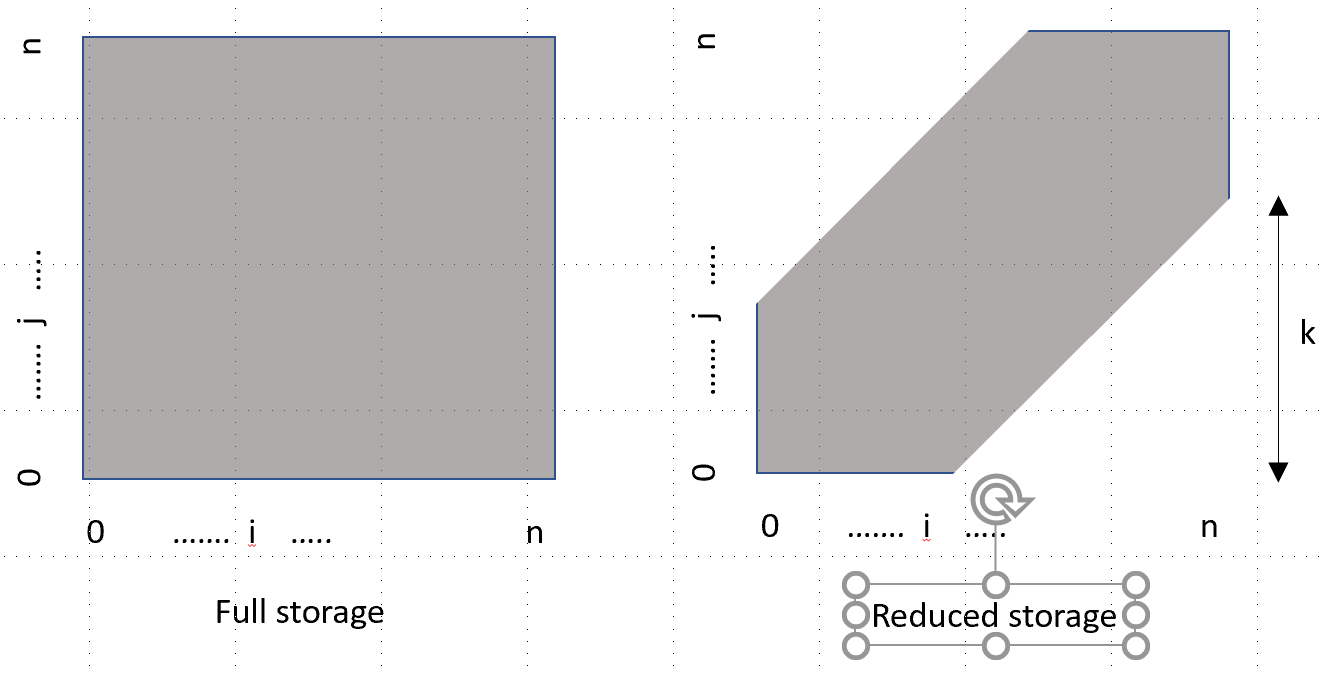 n
........ j ......
0
0 ....... i .....
n
Full storage
n
........ j ......
0
k
0 ....... i .....
n
Reduced storage